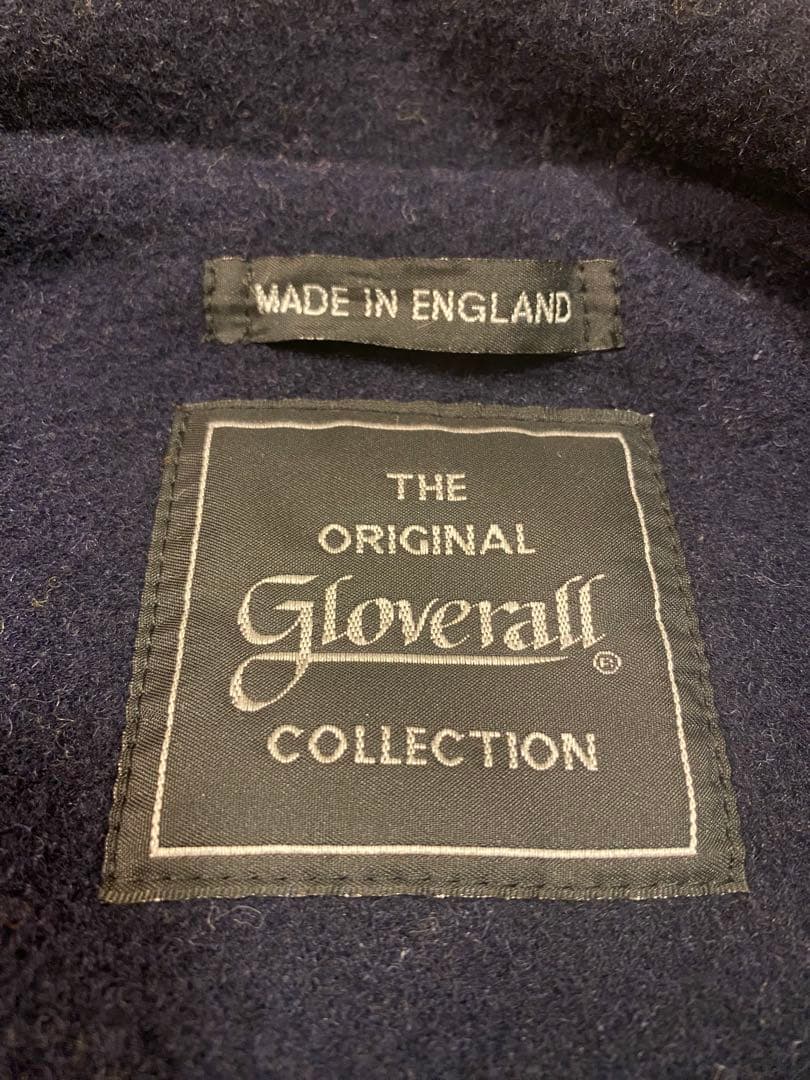 MADE IN ENGLAND
THE
ORIGINAL
Gloverall®
COLLECTION